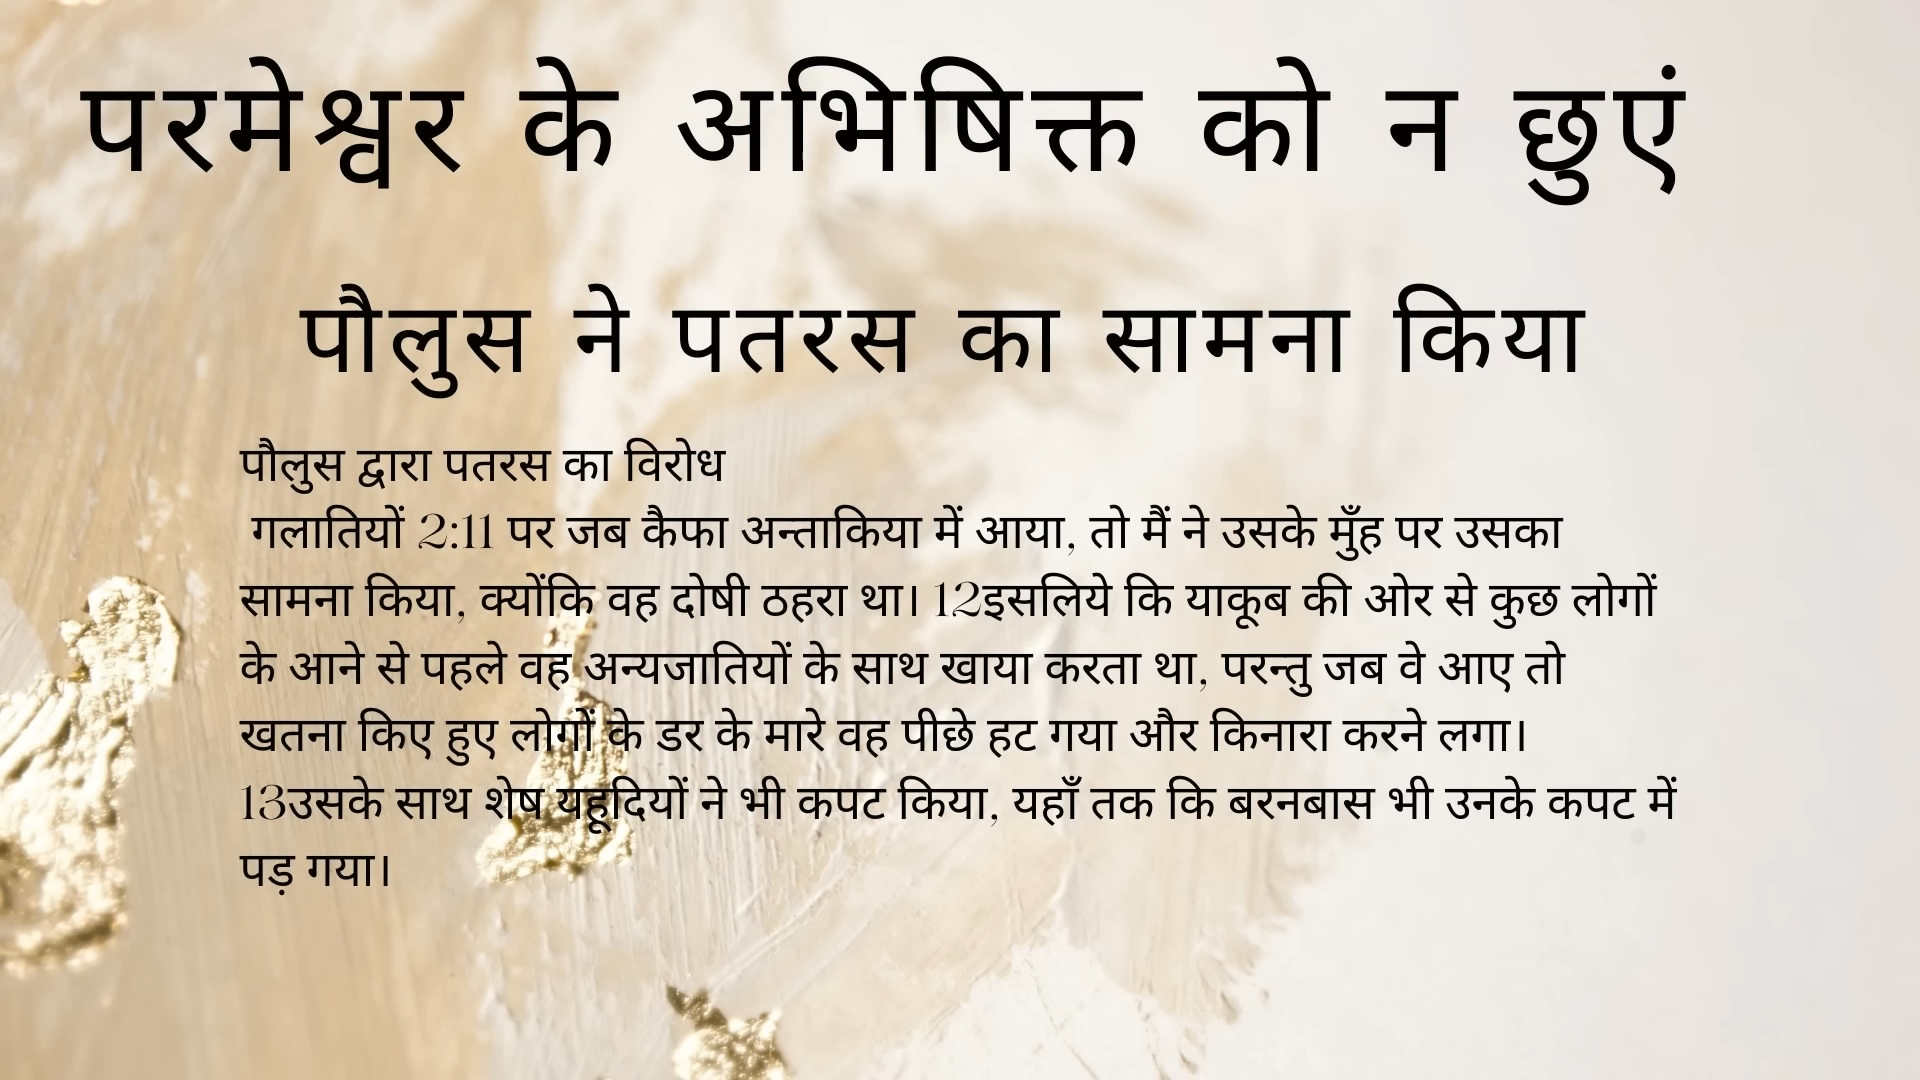 परमेश्वर के अभिषिक्त को न छुएं
पौलुस ने पतरस का सामना किया
पौलुस द्वारा पतरस का विरोध
गलातियों 2:11 पर जब कैफा अन्ताकिया में आया, तो मैं ने उसके मुँह पर उसका
सामना किया, क्योंकि वह दोषी ठहरा था। 12इसलिये कि याकूब की ओर से कुछ लोगों
के आने से पहले वह अन्यजातियों के साथ खाया करता था, परन्तु जब वे आए तो
खतना किए हुए लोगों के डर के मारे वह पीछे हट गया और किनारा करने लगा।
13उसके साथ शेष यहूदियों ने भी कपट किया, यहाँ तक कि बरनबास भी उनके कपट में
पड़ गया।